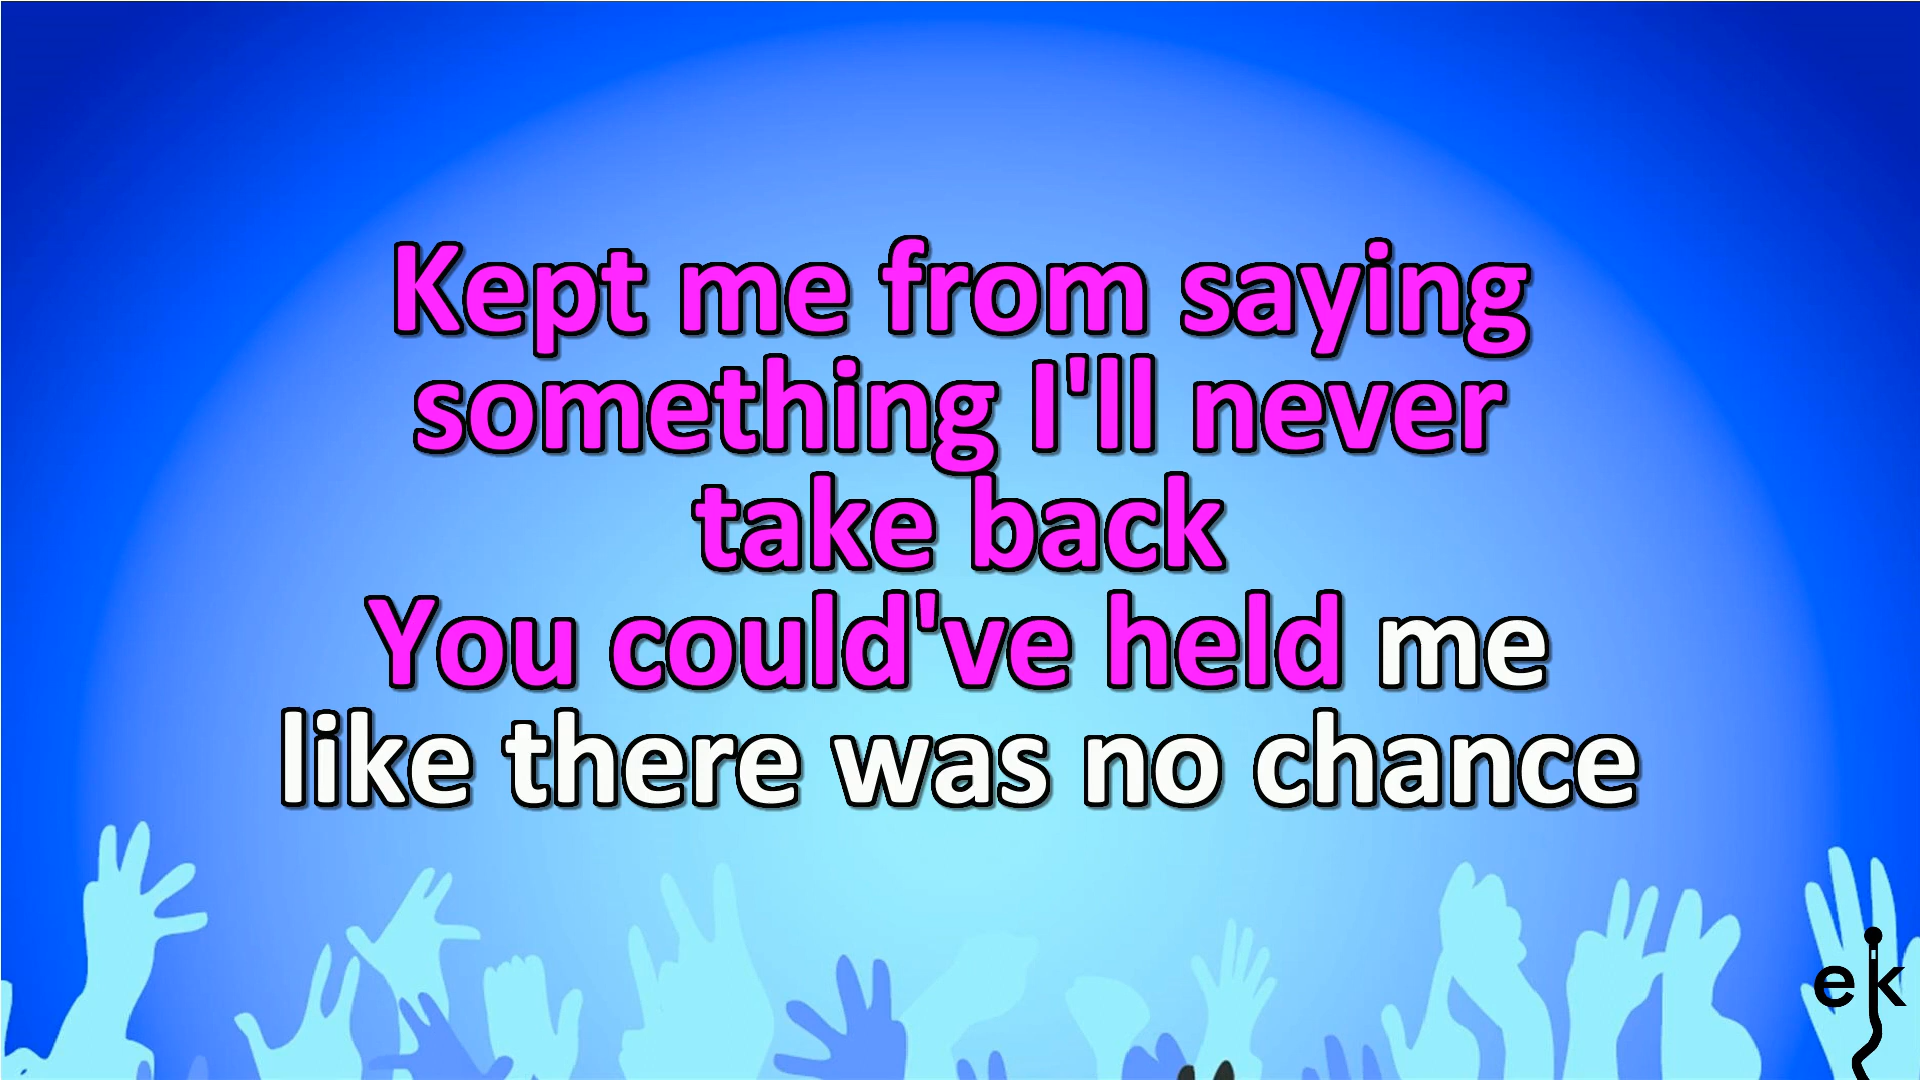 Kept me from saying
something I'll never
take back
You could've held me
like there was no chance
ek